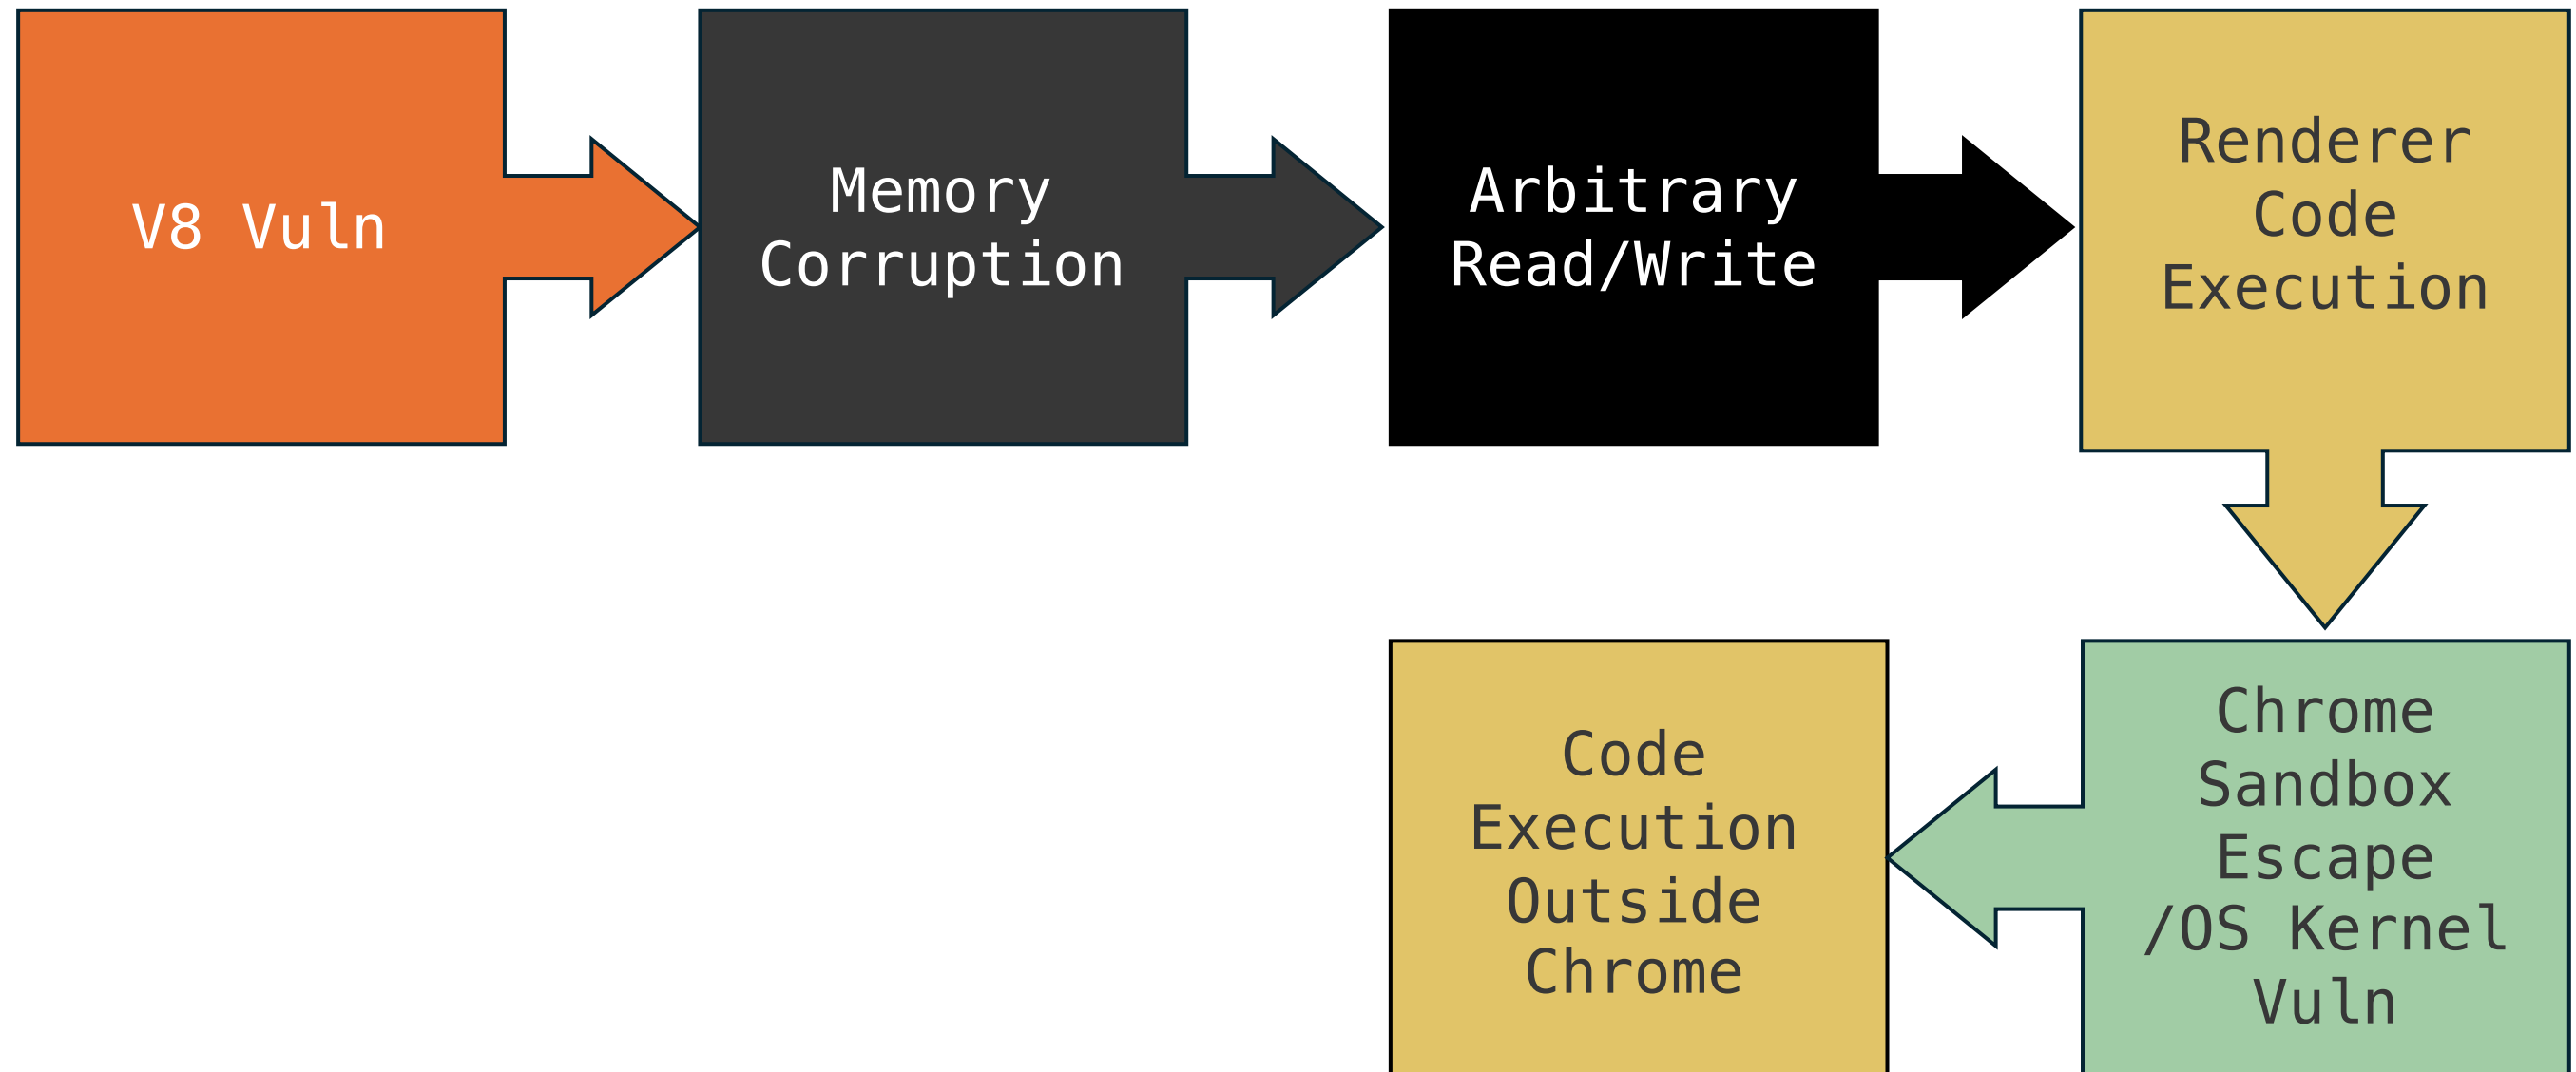 V8 Vuln
Memory
Corruption
Arbitrary
Read/Write
Renderer
Code
Execution
Chrome
Sandbox
Escape
/OS Kernel
Vuln
Code
Execution
Outside
Chrome